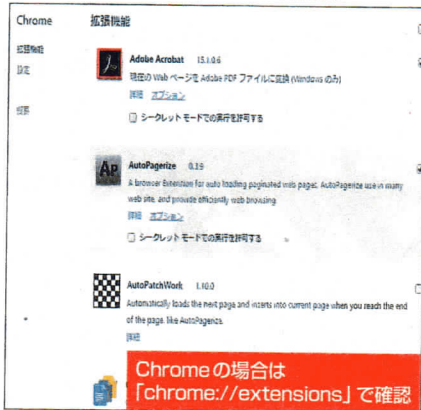 Chrome
拡張機能
拡張機能
設定
Adobe Acrobat 15.1.0.6
現在の Web ページを Adobe PDF ファイルに変換 (Windows のみ)
詳細 オプション
シークレット モードでの実行を許可する
AutoPagerize 0.3.9
A browser Extension for auto loading paginated web pages. AutoPagerize use in many
web site, and provide efficiently web browsing.
詳細 オプション
シークレット モードでの実行を許可する
AutoPatchWork 1.10.0
Automatically loads the next page and inserts into current page when you reach the end
of the page. like AutoPagerize.
詳細
Chromeの場合は
「chrome://extensions」で確認